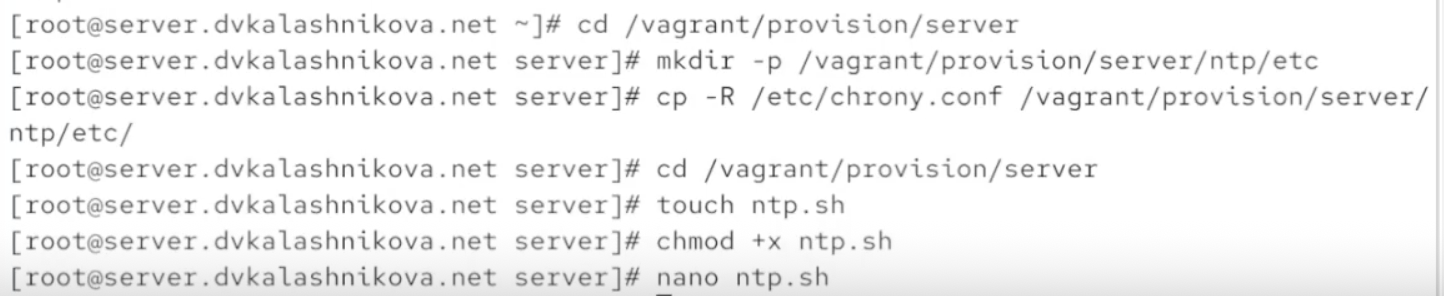 [root@server.dvkalashnikova.net ~]# cd /vagrant/provision/server
[root@server.dvkalashnikova.net server]# mkdir -p /vagrant/provision/server/ntp/etc
[root@server.dvkalashnikova.net server]# cp -R /etc/chrony.conf /vagrant/provision/server/
ntp/etc/
[root@server.dvkalashnikova.net server]# cd /vagrant/provision/server
[root@server.dvkalashnikova.net server]# touch ntp.sh
[root@server.dvkalashnikova.net server]# chmod +x ntp.sh
[root@server.dvkalashnikova.net server]# nano ntp.sh